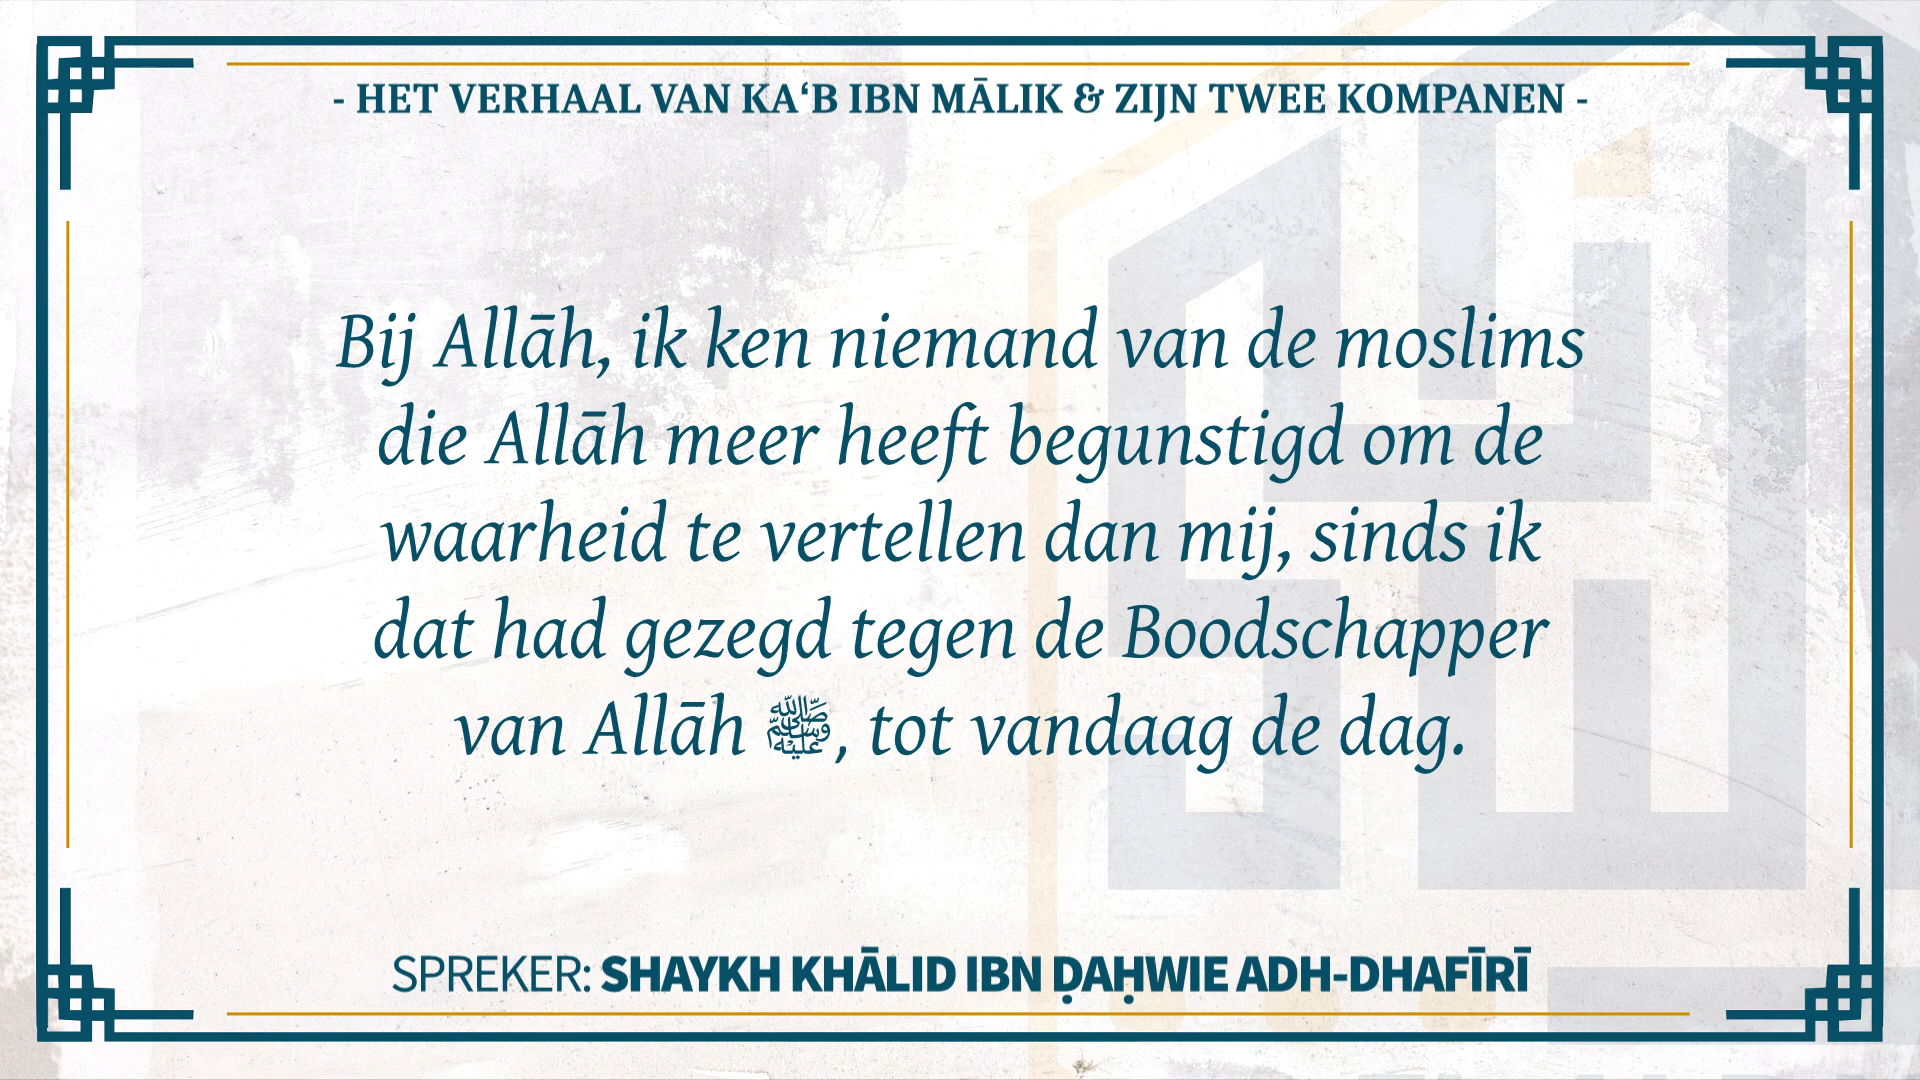 - HET VERHAAL VAN KA‘B IBN MĀLIK & ZIJN TWEE KOMPANEN -
Bij Allāh, ik ken niemand van de moslims
die Allāh meer heeft begunstigd om de
waarheid te vertellen dan mij, sinds ik
dat had gezegd tegen de Boodschapper
van Allāh ﷺ, tot vandaag de dag.
SPREKER: SHAYKH KHĀLID IBN ḌAḤWIE ADH-DHAFĪRĪ